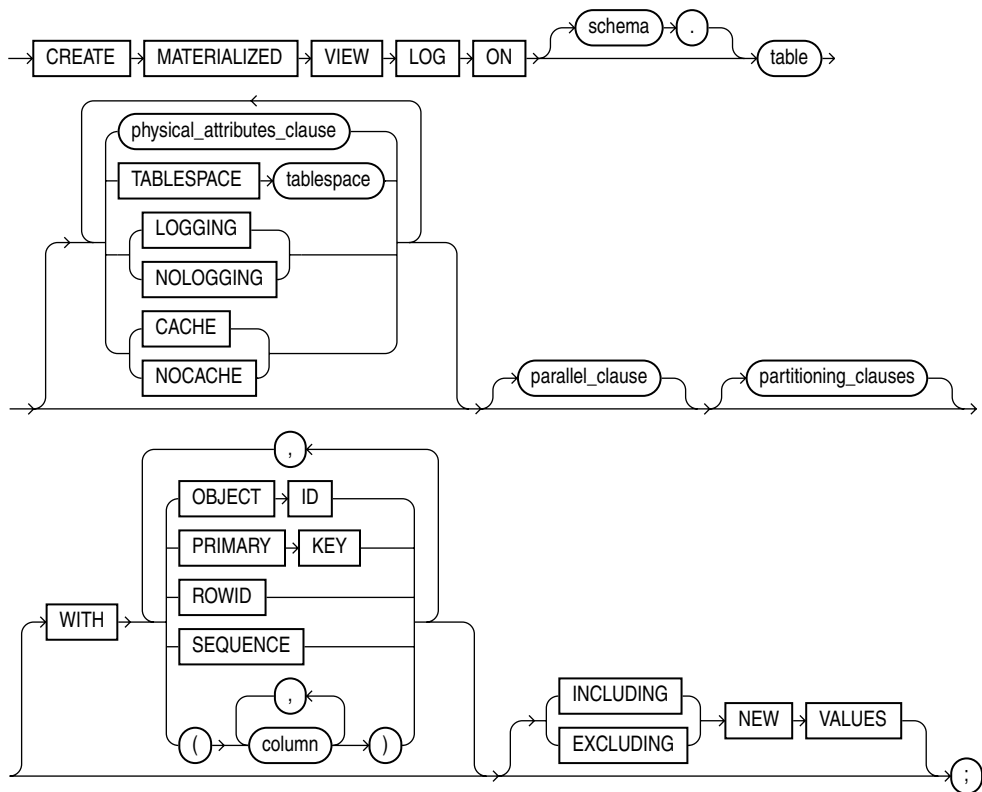 schema .
CREATE MATERIALIZED VIEW LOG ON table
physical_attributes_clause
TABLESPACE tablespace
LOGGING
NOLOGGING
CACHE
NOCACHE
parallel_clause partitioning_clauses
,
OBJECT ID
PRIMARY KEY
ROWID
WITH
SEQUENCE
,
( column )
INCLUDING
NEW VALUES
EXCLUDING
;